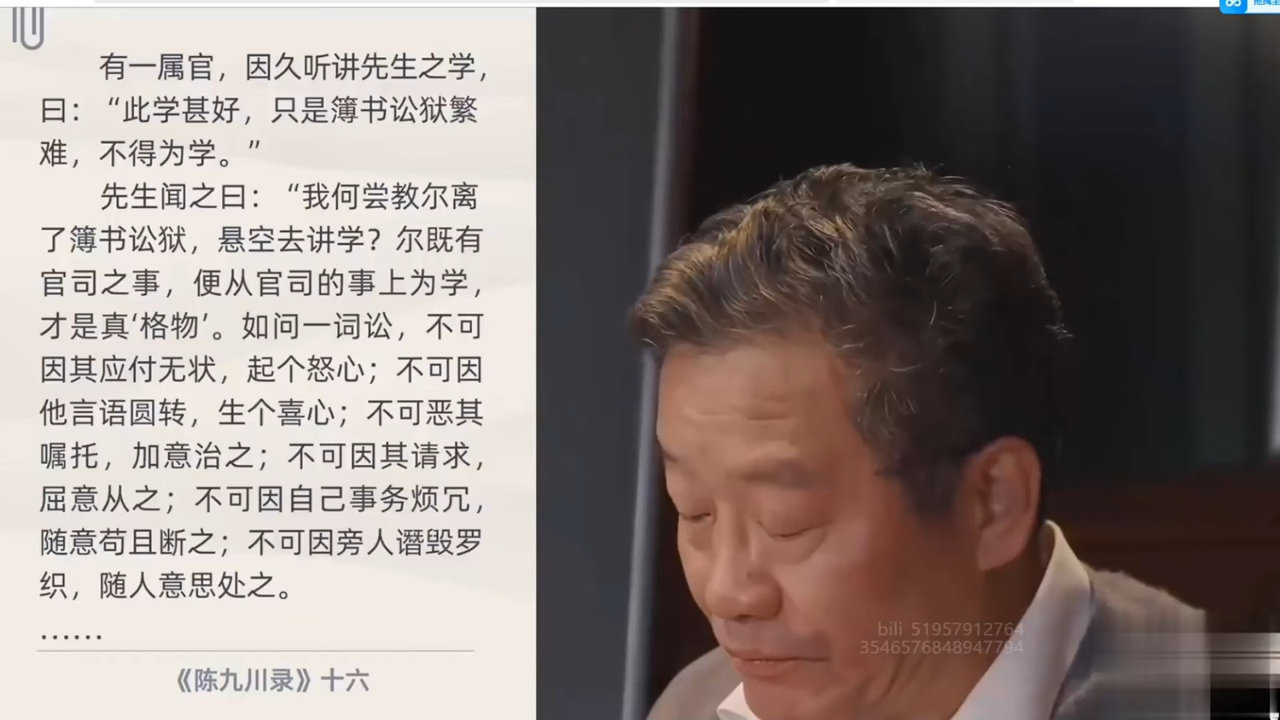 有一属官，因久听讲先生之学，
曰：“此学甚好，只是簿书讼狱繁
难，不得为学。”
先生闻之曰：“我何尝教尔离
了簿书讼狱，悬空去讲学？尔既有
官司之事，便从官司的事上为学，
才是真‘格物’。如问一词讼，不可
因其应付无状，起个怒心；不可因
他言语圆转，生个喜心；不可恶其
嘱托，加意治之；不可因其请求，
屈意从之；不可因自己事务烦冗，
随意苟且断之；不可因旁人谮毁罗
织，随人意思处之。
……
《陈九川录》十六
bili 51957912764
3546576848947794